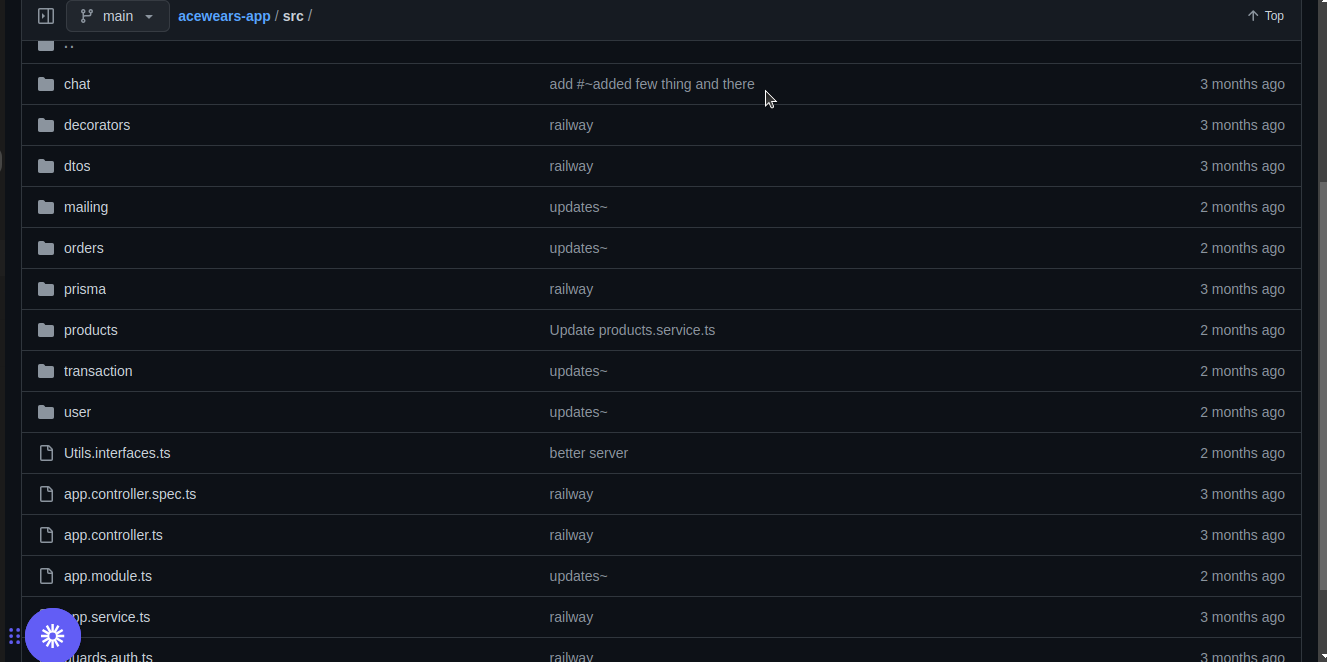 main acewears-app / src / Top
..
chat add #~added few thing and there 3 months ago
decorators railway 3 months ago
dtos railway 3 months ago
mailing updates~ 2 months ago
orders updates~ 2 months ago
prisma railway 3 months ago
products Update products.service.ts 2 months ago
transaction updates~ 2 months ago
user updates~ 2 months ago
Utils.interfaces.ts better server 2 months ago
app.controller.spec.ts railway 3 months ago
app.controller.ts railway 3 months ago
app.module.ts updates~ 2 months ago
pp.service.ts railway 3 months ago
uards.auth.ts railway 3 months ago